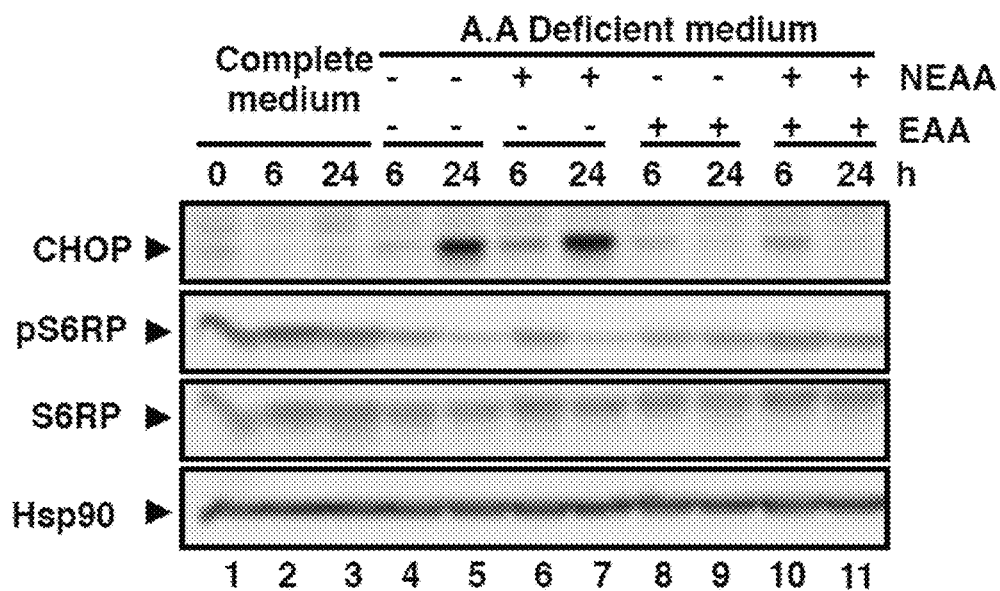 A.A Deficient medium
Complete medium
- - + + - - + + NEAA
- - - - + + + + EAA
0 6 24 6 24 6 24 6 24 6 24 h
CHOP
pS6RP
S6RP
Hsp90
1 2 3 4 5 6 7 8 9 10 11